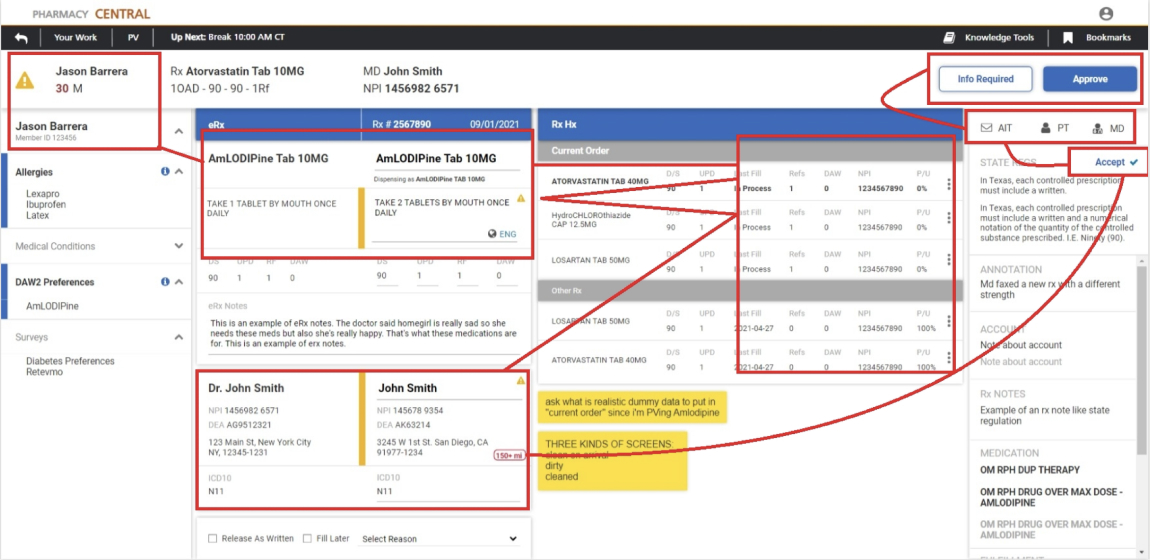 PHARMACY CENTRAL
Your Work
PV
Up Next: Break 10:00 AM CT
Knowledge Tools
Bookmarks
Jason Barrera
30 M
Rx Atorvastatin Tab 10MG
1OAD - 90 - 90 - 1Rf
MD John Smith
NPI 1456982 6571
Info Required
Approve
Jason Barrera
Member ID 123456
Allergies
Lexapro
Ibuprofen
Latex
Medical Conditions
DAW2 Preferences
AmLODIPine
Surveys
Diabetes Preferences
Retevmo
eRx
Rx # 2567890
09/01/2021
AmLODIPine Tab 10MG
AmLODIPine Tab 10MG
Dispensing as AmLODIPine TAB 10MG
TAKE 1 TABLET BY MOUTH ONCE
DAILY
TAKE 2 TABLETS BY MOUTH ONCE
DAILY
ENG
DS UPD RF DAW
90 1 1 0
DS UPD RF DAW
90 1 1 0
eRx Notes
This is an example of eRx notes. The doctor said homegirl is really sad so she
needs these meds but also she's really happy. That's what these medications are
for. This is an example of erx notes.
Dr. John Smith
NPI 1456982 6571
DEA AG9512321
123 Main St, New York City
NY, 12345-1231
ICD10
N11
John Smith
NPI 145678 9354
DEA AK63214
3245 W 1st St. San Diego, CA
91977-1234
150+ mi
ICD10
N11
Release As Written
Fill Later
Select Reason
Rx Hx
Current Order
ATORVASTATIN TAB 40MG
D/S UPD Last Fill Refs DAW NPI P/U
90 1 In Process 1 0 1234567890 0%
HydroCHLOROthiazide
CAP 12.5MG
D/S UPD Last Fill Refs DAW NPI P/U
90 1 In Process 1 0 1234567890 0%
LOSARTAN TAB 50MG
D/S UPD Last Fill Refs DAW NPI P/U
90 1 In Process 1 0 1234567890 0%
Other Rx
LOSARTAN TAB 50MG
D/S UPD Last Fill Refs DAW NPI P/U
90 1 2021-04-27 0 0 1234567890 100%
ATORVASTATIN TAB 40MG
D/S UPD Last Fill Refs DAW NPI P/U
90 1 2021-04-27 0 0 1234567890 100%
ask what is realistic dummy data to put in
"current order" since i'm PVing Amlodipine
THREE KINDS OF SCREENS:
clean on arrival
dirty
cleaned
AIT
PT
MD
STATE REGS
Accept
In Texas, each controlled prescription
must include a written.
In Texas, each controlled prescription
must include a written and a numerical
notation of the quantity of the controlled
substance prescribed. I.E. Ninety (90).
ANNOTATION
Md faxed a new rx with a different
strength
ACCOUNT
Note about account
Note about account
Rx NOTES
Example of an rx note like state
regulation
MEDICATION
OM RPH DUP THERAPY
OM RPH DRUG OVER MAX DOSE -
AMLODIPINE
OM RPH DRUG OVER MAX DOSE -
AMLODIPINE